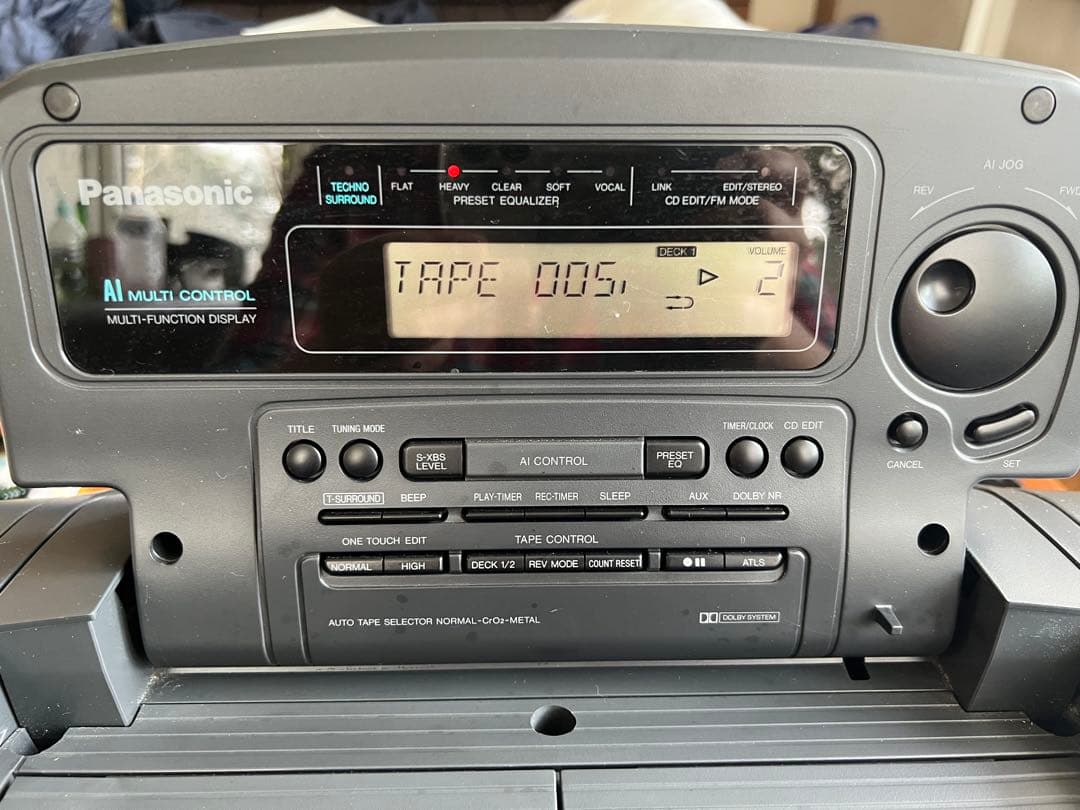 AI JOG
REV
FWD
Panasonic
TECHNO
SURROUND
FLAT HEAVY CLEAR SOFT VOCAL
PRESET EQUALIZER
LINK EDIT/STEREO
CD EDIT/FM MODE
DECK 1 VOLUME
TAPE 005 2
AI MULTI CONTROL
MULTI-FUNCTION DISPLAY
TITLE TUNING MODE
TIMER/CLOCK CD EDIT
S-XBS
LEVEL
AI CONTROL
PRESET
EQ
CANCEL SET
T-SURROUND BEEP PLAY-TIMER REC-TIMER SLEEP AUX DOLBY NR
ONE TOUCH EDIT TAPE CONTROL
NORMAL HIGH DECK 1/2 REV MODE COUNT RESET ATLS
AUTO TAPE SELECTOR NORMAL-CrO2-METAL
DOLBY SYSTEM